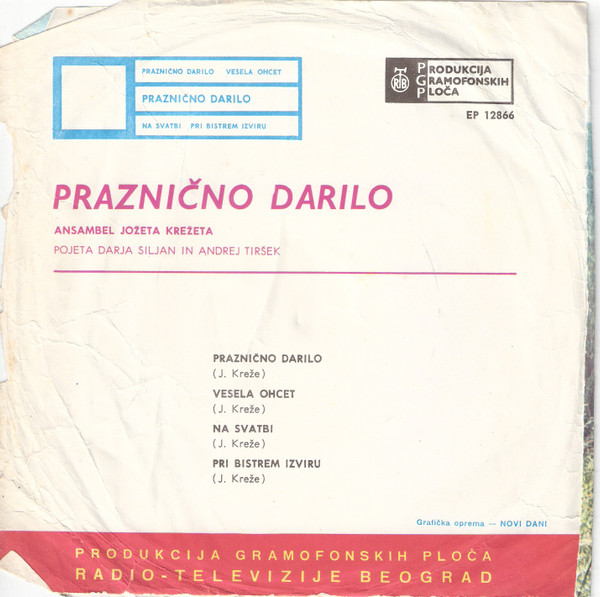 PRAZNIČNO DARILO VESELA OHCET
PRAZNIČNO DARILO
NA SVATBI PRI BISTREM IZVIRU
RTB
PRODUKCIJA
GRAMOFONSKIH
PLOČA
EP 12866
PRAZNIČNO DARILO
ANSAMBEL JOŽETA KREŽETA
POJETA DARJA SILJAN IN ANDREJ TIRŠEK
PRAZNIČNO DARILO
(J. Kreže)
VESELA OHCET
(J. Kreže)
NA SVATBI
(J. Kreže)
PRI BISTREM IZVIRU
(J. Kreže)
Grafička oprema — NOVI DANI
PRODUKCIJA GRAMOFONSKIH PLOČA
RADIO-TELEVIZIJE BEOGRAD